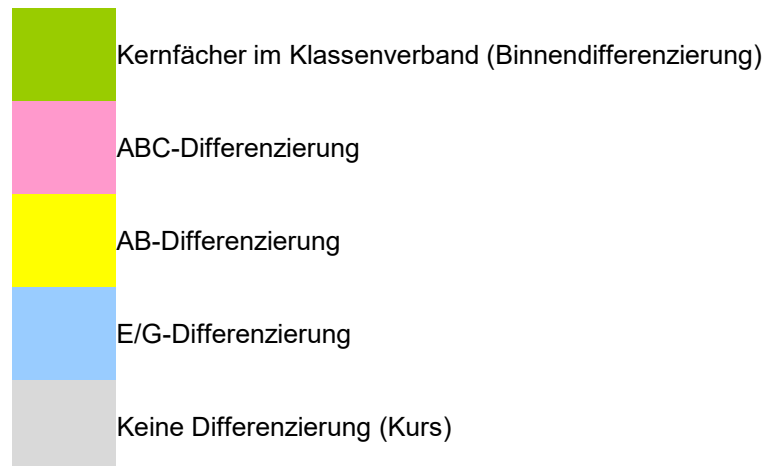 Kernfächer im Klassenverband (Binnendifferenzierung)
ABC-Differenzierung
AB-Differenzierung
E/G-Differenzierung
Keine Differenzierung (Kurs)